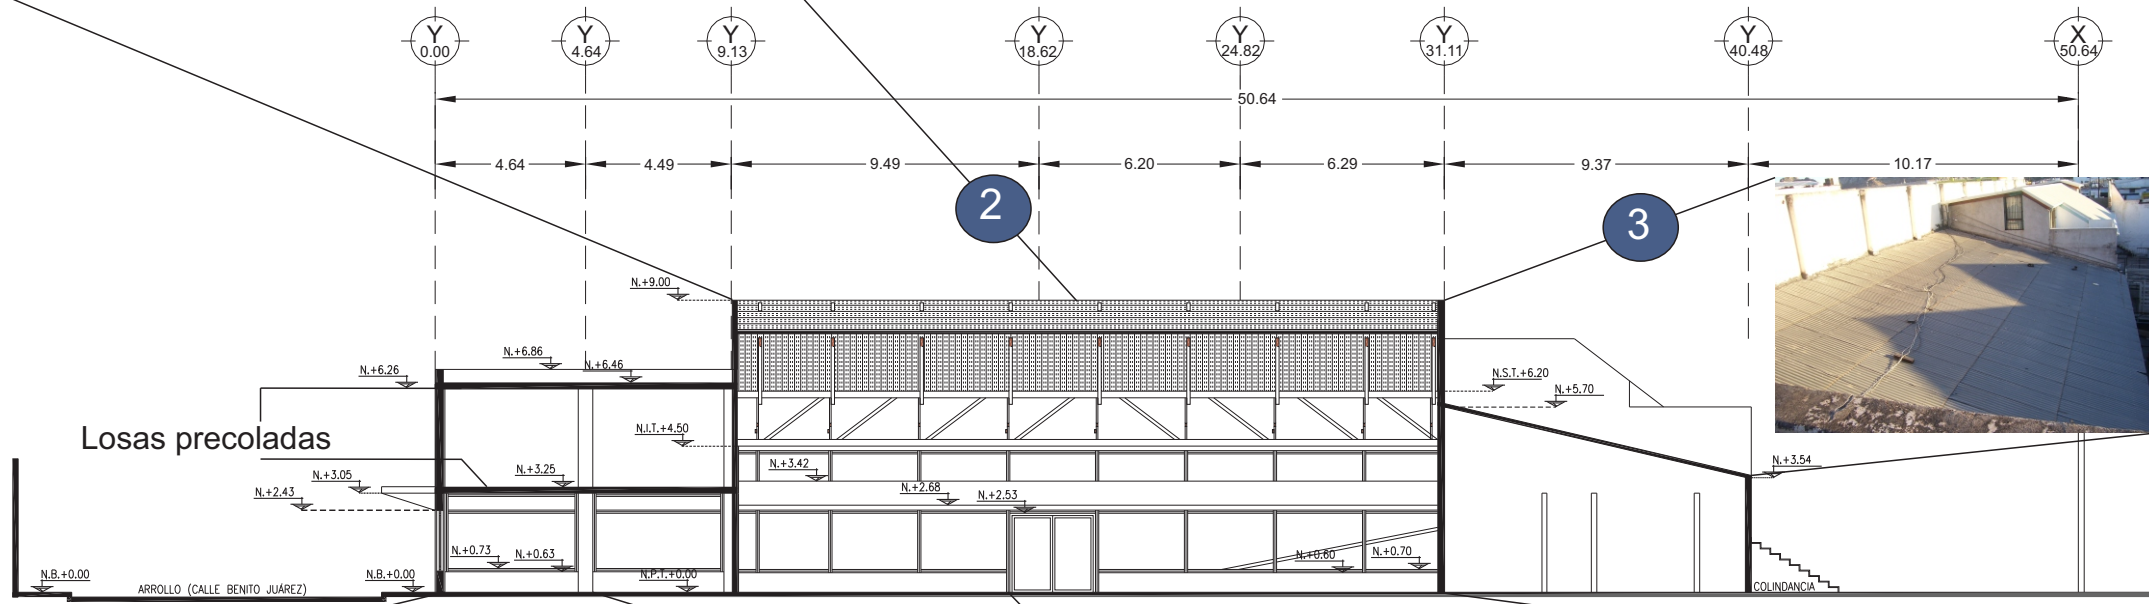 Y Y Y Y Y Y Y X
0.00 4.64 9.13 18.62 24.82 31.11 40.48 50.64
50.64
4.64 4.49 9.49 6.20 6.29 9.37 10.17
2
3
N.+9.00
N.+6.86
N.+6.46
N.+6.26
N.S.T.+6.20
N.+5.70
Losas precoladas
N.I.T.+4.50
N.+3.42
N.+3.54
N.+3.05
N.+3.25
N.+2.43
N.+2.68
N.+2.53
N.+0.73
N.+0.63
N.+0.60
N.+0.70
N.B.+0.00
ARROLLO (CALLE BENITO JUÁREZ)
N.B.+0.00
N.P.T.+0.00
COLINDANCIA